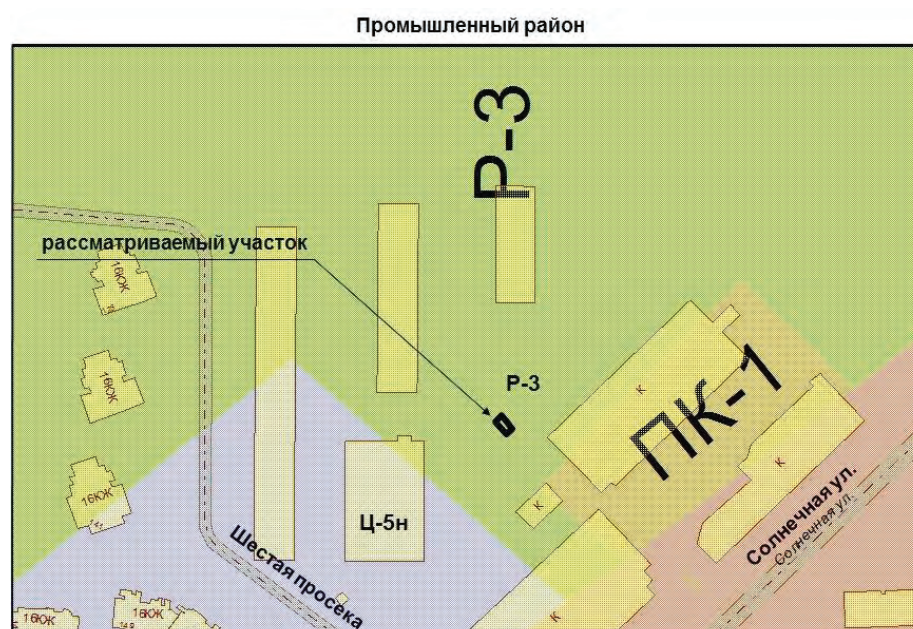 Промышленный район
Р-3
рассматриваемый участок
16КЖ
16КЖ
Р-3
К
ПК-1
16КЖ
К
К
Ц-5н
Солнечная ул.
Солнечная ул.
Шестая просека
16КЖ
16КЖ
К